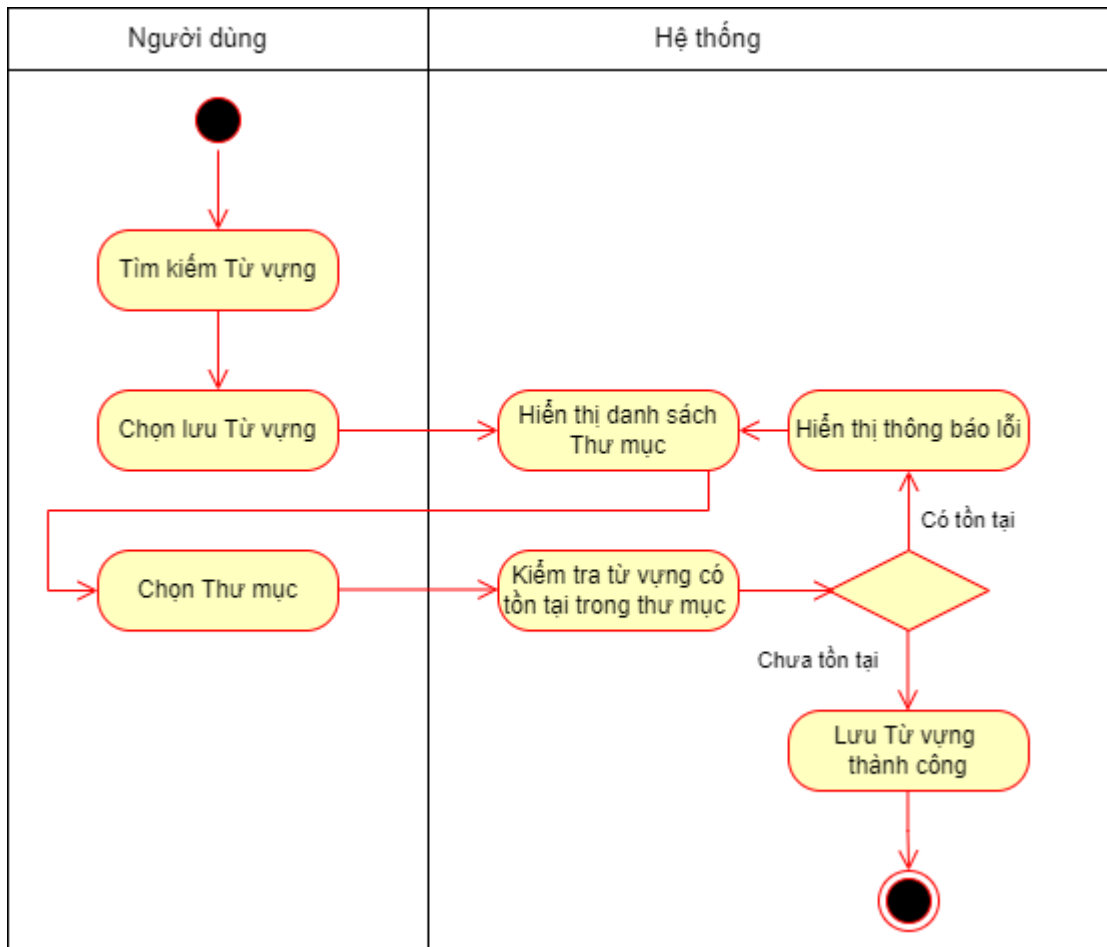 Người dùng
Hệ thống
Tìm kiếm Từ vựng
Chọn lưu Từ vựng
Hiển thị danh sách
Thư mục
Hiển thị thông báo lỗi
Có tồn tại
Chọn Thư mục
Kiểm tra từ vựng có
tồn tại trong thư mục
Chưa tồn tại
Lưu Từ vựng
thành công